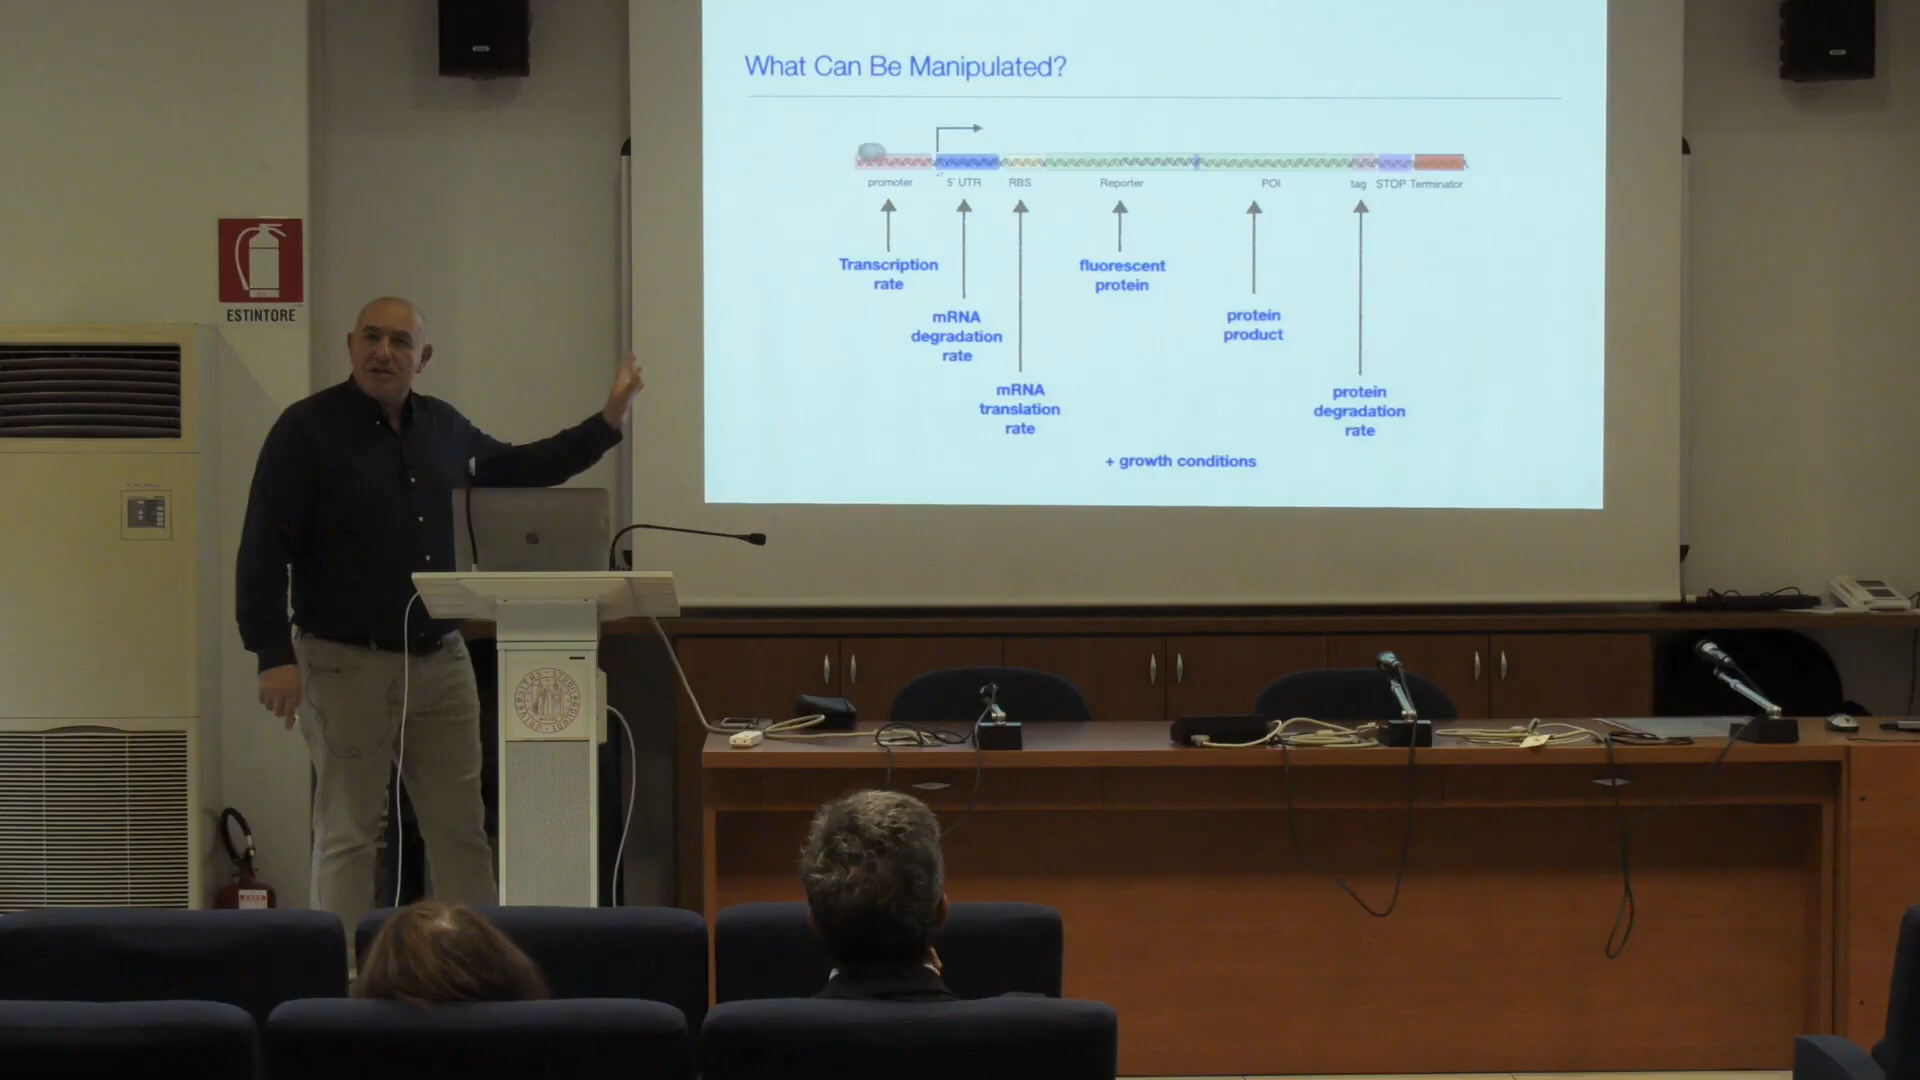 What Can Be Manipulated?
promoter
+1
5' UTR
RBS
Reporter
POI
tag
STOP
Terminator
Transcription
rate
mRNA
degradation
rate
mRNA
translation
rate
fluorescent
protein
protein
product
protein
degradation
rate
+ growth conditions
ESTINTORE